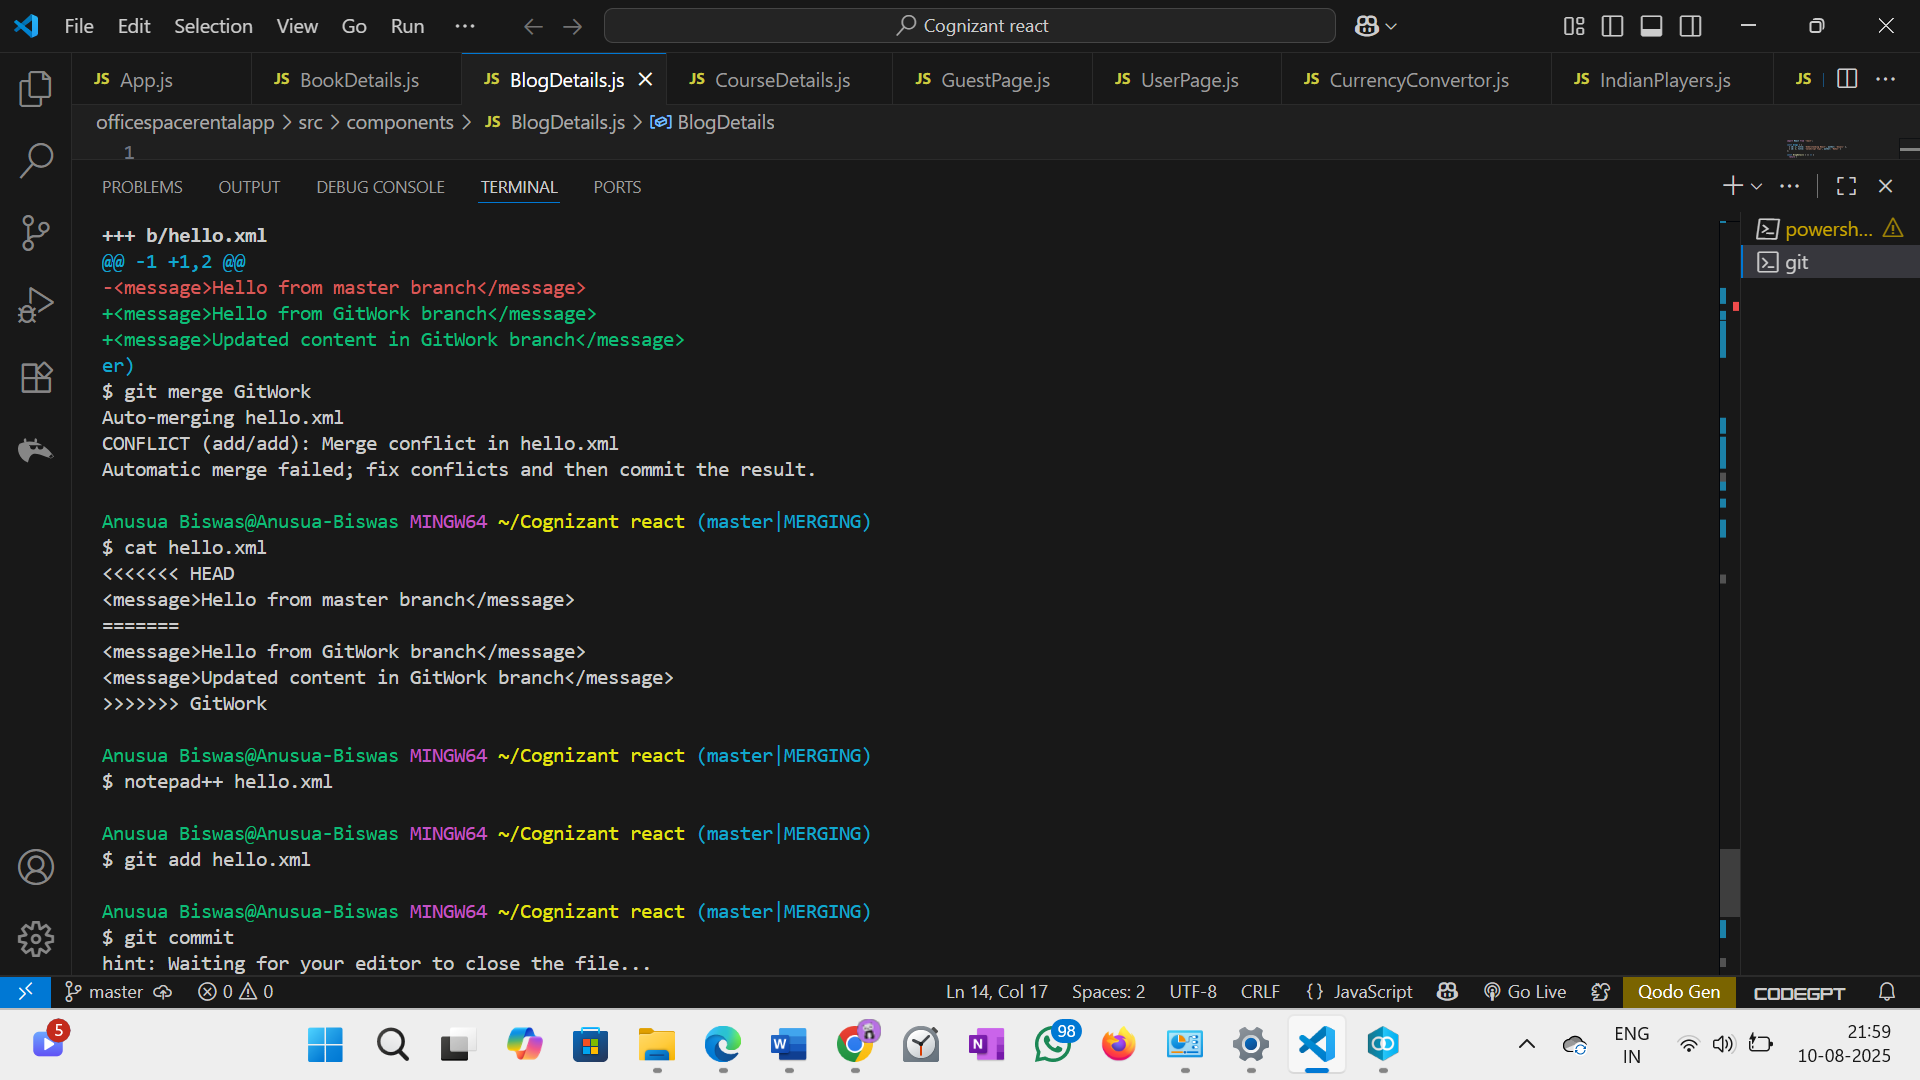 File Edit Selection View Go Run ··· Cognizant react
JS App.js JS BookDetails.js JS BlogDetails.js JS CourseDetails.js JS GuestPage.js JS UserPage.js JS CurrencyConvertor.js JS IndianPlayers.js JS
officespacerentalapp > src > components > JS BlogDetails.js > BlogDetails
1
PROBLEMS OUTPUT DEBUG CONSOLE TERMINAL PORTS
powersh...
git
+++ b/hello.xml
@@ -1 +1,2 @@
-<message>Hello from master branch</message>
+<message>Hello from GitWork branch</message>
+<message>Updated content in GitWork branch</message>
er)
$ git merge GitWork
Auto-merging hello.xml
CONFLICT (add/add): Merge conflict in hello.xml
Automatic merge failed; fix conflicts and then commit the result.
Anusua Biswas@Anusua-Biswas MINGW64 ~/Cognizant react (master|MERGING)
$ cat hello.xml
<<<<<<< HEAD
<message>Hello from master branch</message>
=======
<message>Hello from GitWork branch</message>
<message>Updated content in GitWork branch</message>
>>>>>>> GitWork
Anusua Biswas@Anusua-Biswas MINGW64 ~/Cognizant react (master|MERGING)
$ notepad++ hello.xml
Anusua Biswas@Anusua-Biswas MINGW64 ~/Cognizant react (master|MERGING)
$ git add hello.xml
Anusua Biswas@Anusua-Biswas MINGW64 ~/Cognizant react (master|MERGING)
$ git commit
hint: Waiting for your editor to close the file...
master 0 0 Ln 14, Col 17 Spaces: 2 UTF-8 CRLF {} JavaScript Go Live Qodo Gen CODEGPT
5 98 ENG 21:59
IN 10-08-2025